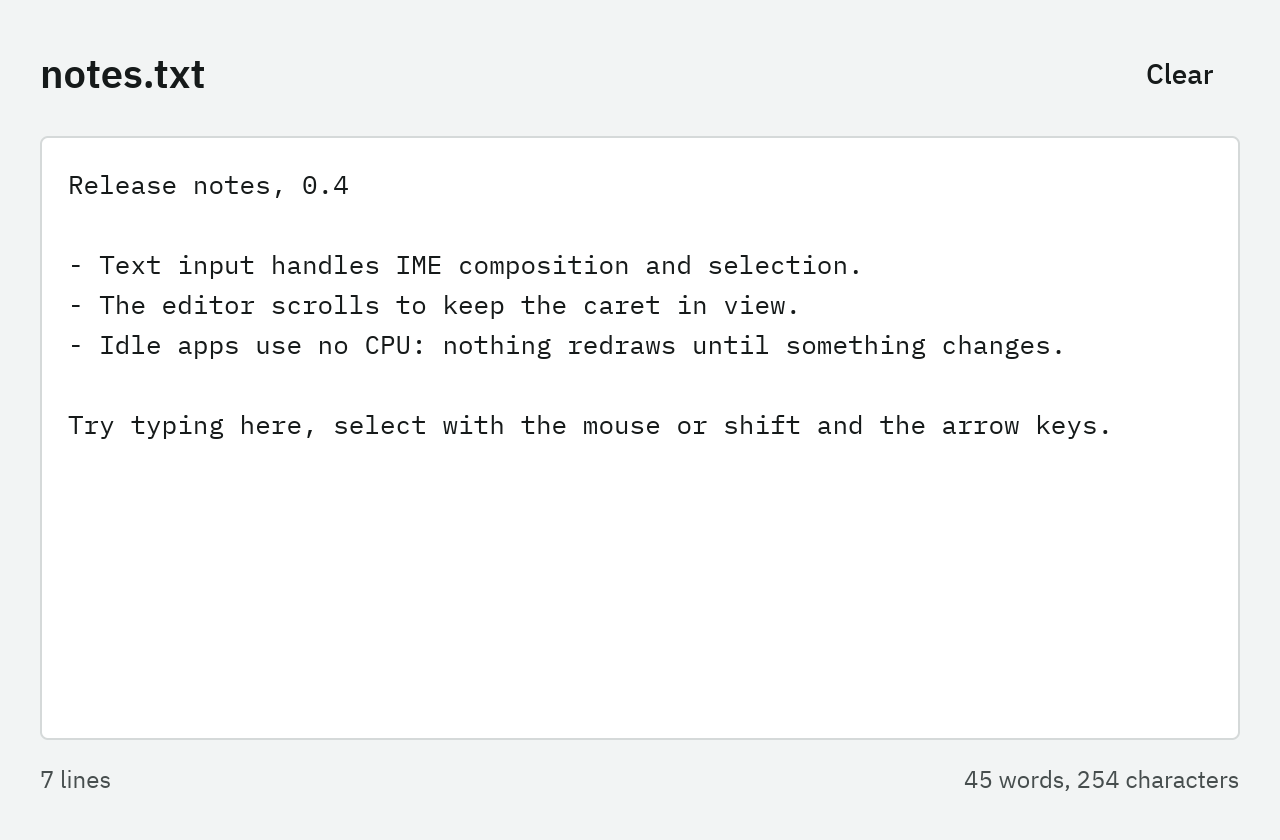 notes.txt
Clear
Release notes, 0.4
- Text input handles IME composition and selection.
- The editor scrolls to keep the caret in view.
- Idle apps use no CPU: nothing redraws until something changes.
Try typing here, select with the mouse or shift and the arrow keys.
7 lines
45 words, 254 characters